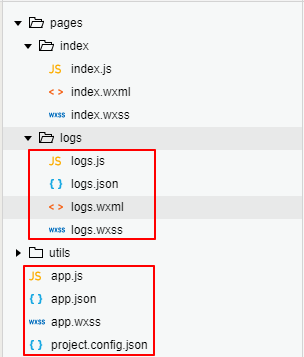 pages
index
JS index.js
< > index.wxml
wxss index.wxss
logs
JS logs.js
{ } logs.json
< > logs.wxml
wxss logs.wxss
utils
JS app.js
{ } app.json
wxss app.wxss
{ } project.config.json